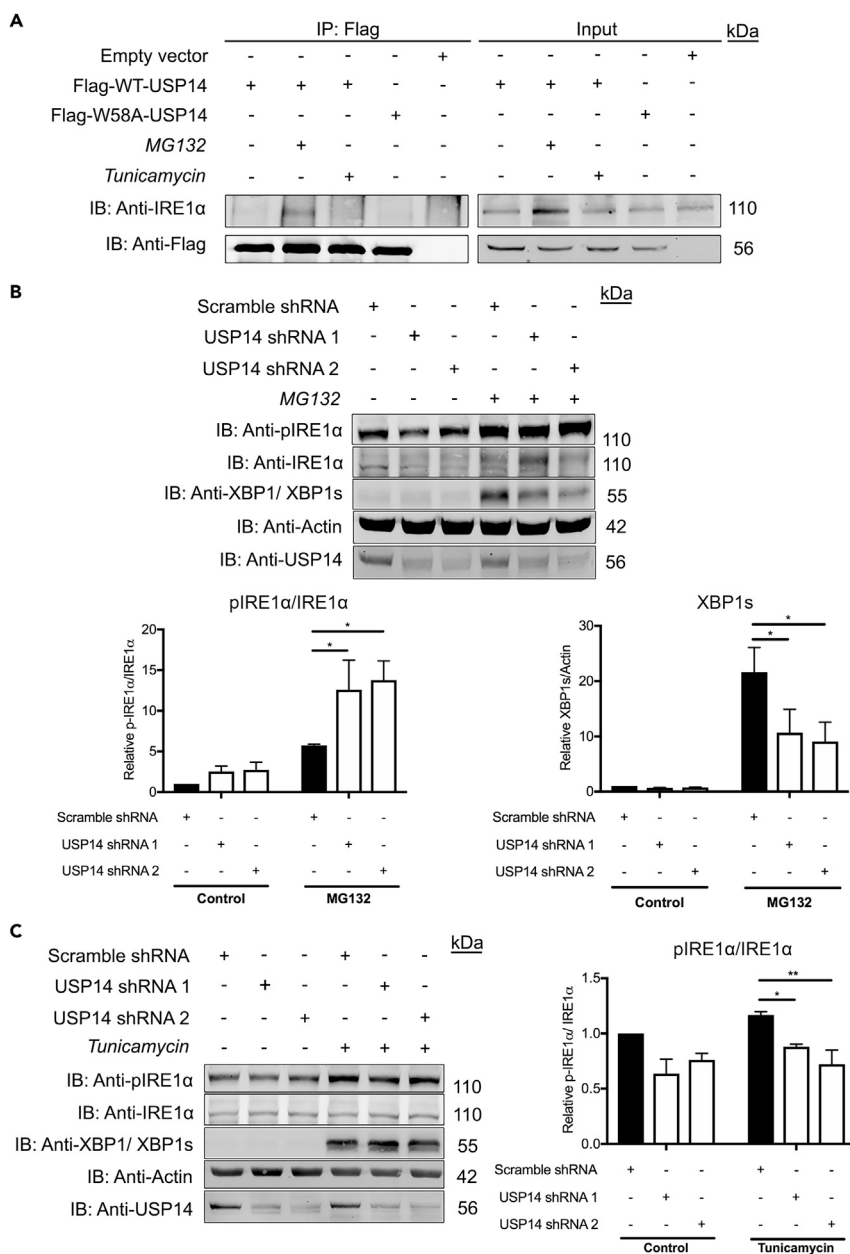 A
IP: Flag Input kDa
Empty vector - - - - + - - - - +
Flag-WT-USP14 + + + - - + + + - -
Flag-W58A-USP14 - - - + - - - - + -
MG132 - + - - - - + - - -
Tunicamycin - - + - - - - + - -
IB: Anti-IRE1α 110
IB: Anti-Flag 56
B
kDa
Scramble shRNA + - - + - -
USP14 shRNA 1 - + - - + -
USP14 shRNA 2 - - + - - +
MG132 - - - + + +
IB: Anti-pIRE1α 110
IB: Anti-IRE1α 110
IB: Anti-XBP1/ XBP1s 55
IB: Anti-Actin 42
IB: Anti-USP14 56
pIRE1α/IRE1α
Relative p-IRE1α/IRE1α
20
15
10
5
0
* *
Scramble shRNA + - - + - -
USP14 shRNA 1 - + - - + -
USP14 shRNA 2 - - + - - +
Control MG132
XBP1s
Relative XBP1s/Actin
30
20
10
0
* *
Scramble shRNA + - - + - -
USP14 shRNA 1 - + - - + -
USP14 shRNA 2 - - + - - +
Control MG132
C
kDa
Scramble shRNA + - - + - -
USP14 shRNA 1 - + - - + -
USP14 shRNA 2 - - + - - +
Tunicamycin - - - + + +
IB: Anti-pIRE1α 110
IB: Anti-IRE1α 110
IB: Anti-XBP1/ XBP1s 55
IB: Anti-Actin 42
IB: Anti-USP14 56
pIRE1α/IRE1α
Relative p-IRE1α/ IRE1α
1.5
1.0
0.5
0.0
**
*
Scramble shRNA + - - + - -
USP14 shRNA 1 - + - - + -
USP14 shRNA 2 - - + - - +
Control Tunicamycin